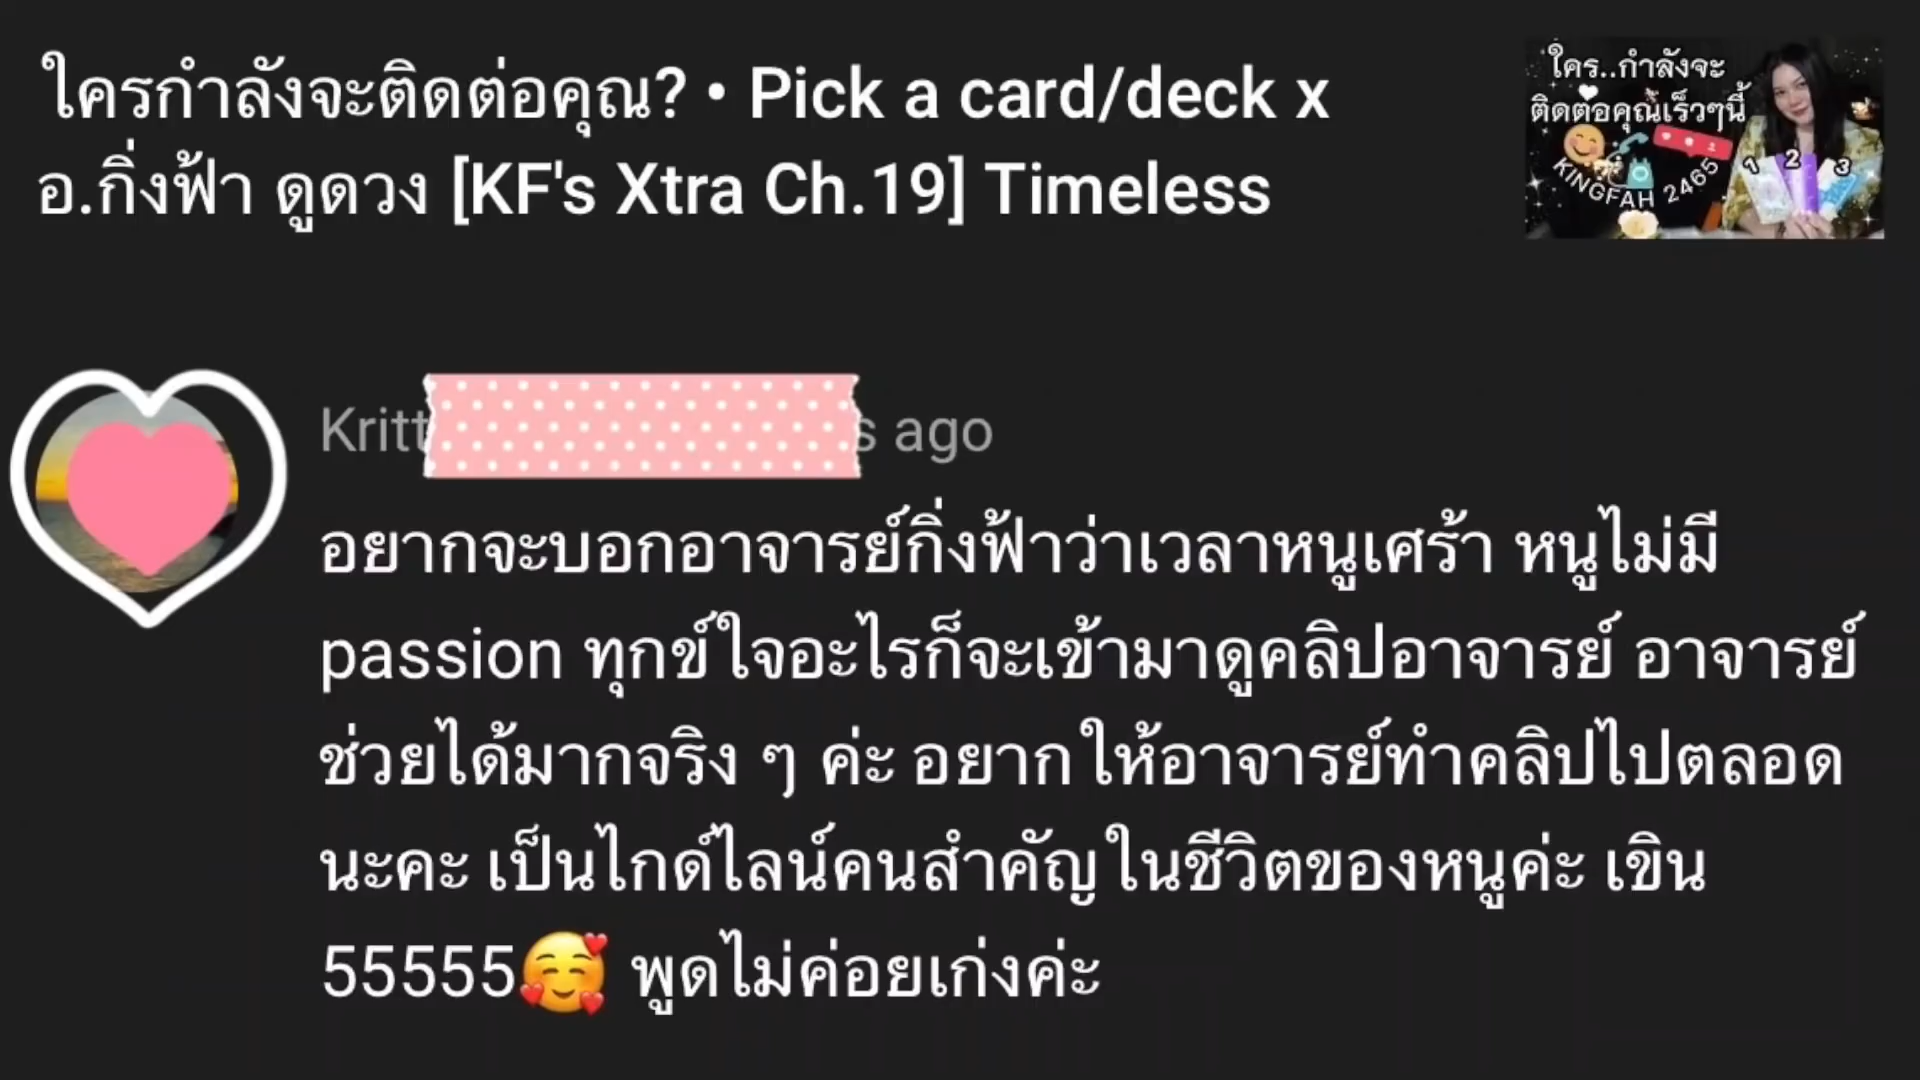 ใครกำลังจะติดต่อคุณ? • Pick a card/deck x
อ.กิ่งฟ้า ดูดวง [KF's Xtra Ch.19] Timeless
ใคร..กำลังจะ
ติดต่อคุณเร็วๆนี้
KINGFAH 2465
1 2 3
Kritt
s ago
อยากจะบอกอาจารย์กิ่งฟ้าว่าเวลาหนูเศร้า หนูไม่มี
passion ทุกข์ใจอะไรก็จะเข้ามาดูคลิปอาจารย์ อาจารย์
ช่วยได้มากจริง ๆ ค่ะ อยากให้อาจารย์ทำคลิปไปตลอด
นะคะ เป็นไกด์ไลน์คนสำคัญในชีวิตของหนูค่ะ เขิน
55555🥰 พูดไม่ค่อยเก่งค่ะ